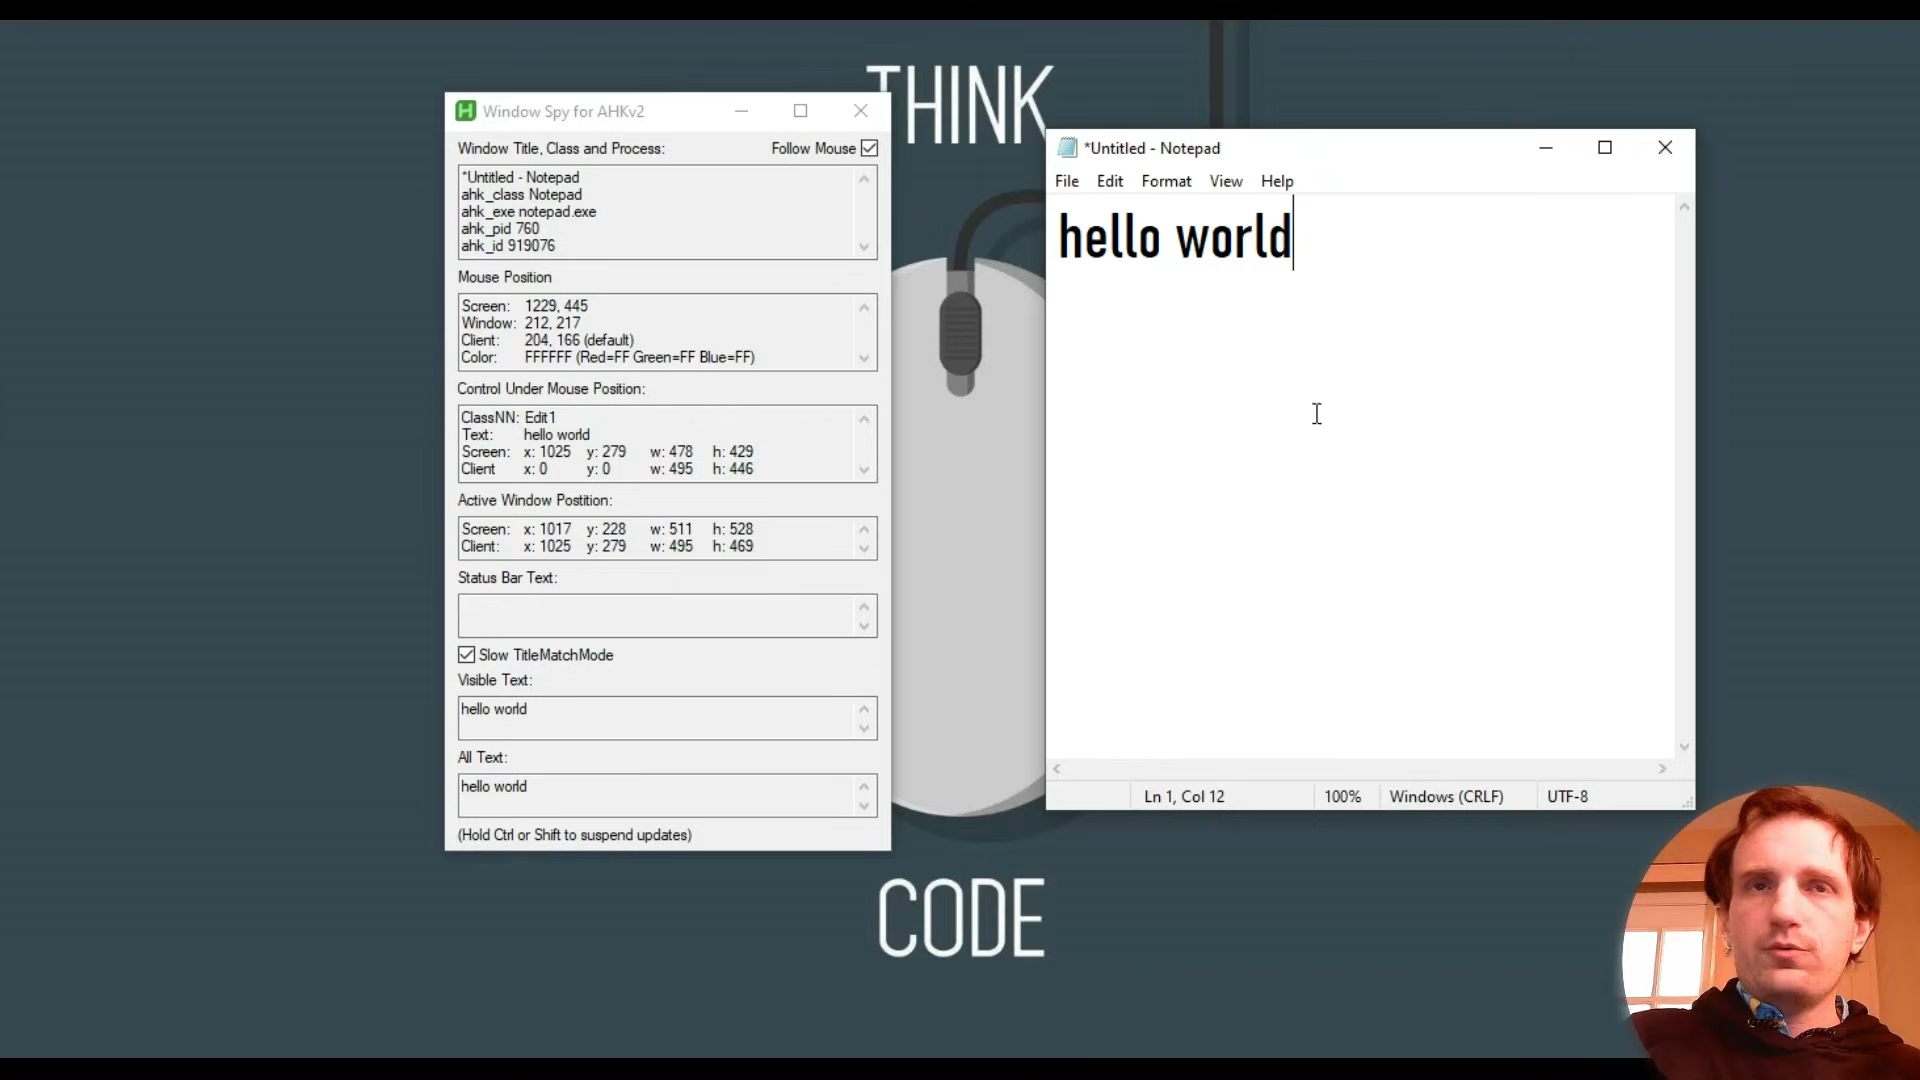 THINK
Window Spy for AHKv2
Window Title, Class and Process:
Follow Mouse
*Untitled - Notepad
ahk_class Notepad
ahk_exe notepad.exe
ahk_pid 760
ahk_id 919076
Mouse Position
Screen: 1229, 445
Window: 212, 217
Client: 204, 166 (default)
Color: FFFFFF (Red=FF Green=FF Blue=FF)
Control Under Mouse Position:
ClassNN: Edit1
Text: hello world
Screen: x: 1025 y: 279 w: 478 h: 429
Client x: 0 y: 0 w: 495 h: 446
Active Window Postition:
Screen: x: 1017 y: 228 w: 511 h: 528
Client: x: 1025 y: 279 w: 495 h: 469
Status Bar Text:
Slow TitleMatchMode
Visible Text:
hello world
All Text:
hello world
(Hold Ctrl or Shift to suspend updates)
*Untitled - Notepad
File Edit Format View Help
hello world
Ln 1, Col 12 100% Windows (CRLF) UTF-8
CODE